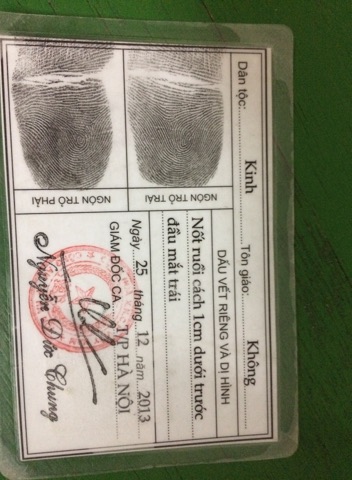 Dân tộc: Kinh Tôn giáo: Không
NGÓN TRỎ TRÁI
NGÓN TRỎ PHẢI
DẤU VẾT RIÊNG VÀ DỊ HÌNH
Nốt ruồi cách 1cm dưới trước
đầu mắt trái
Ngày 25 tháng 12 năm 2013
GIÁM ĐỐC CA T/P HÀ NỘI
Nguyễn Đức Chung